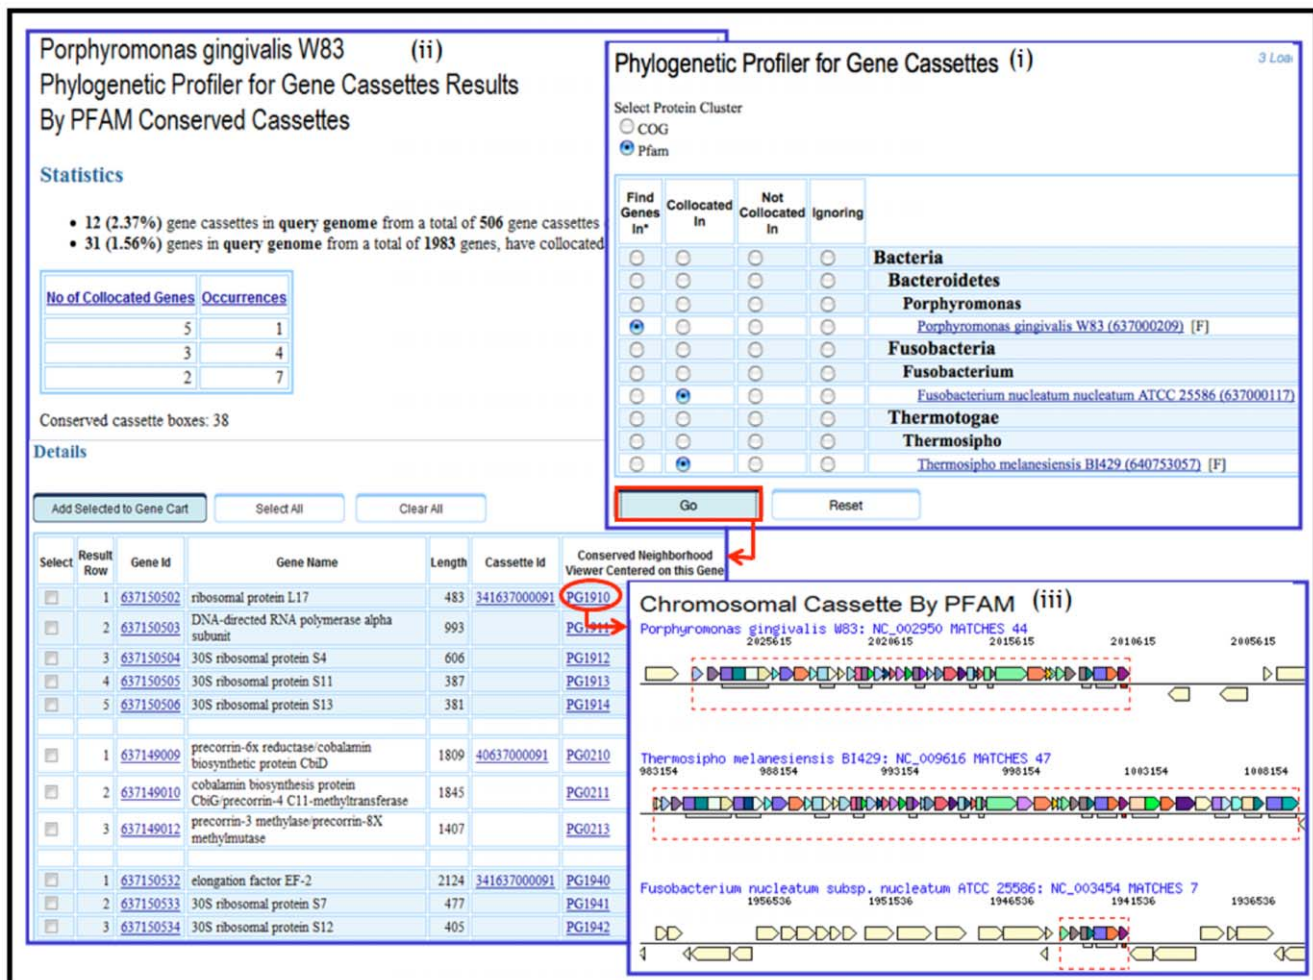 Porphyromonas gingivalis W83 (ii)
Phylogenetic Profiler for Gene Cassettes Results
By PFAM Conserved Cassettes
Statistics
12 (2.37%) gene cassettes in query genome from a total of 506 gene cassettes
31 (1.56%) genes in query genome from a total of 1983 genes, have collocated
No of Collocated Genes Occurrences
5 1
3 4
2 7
Conserved cassette boxes: 38
Details
Add Selected to Gene Cart Select All Clear All
Select Result Row Gene Id Gene Name Length Cassette Id Conserved Neighborhood Viewer Centered on this Gene
1 637150502 ribosomal protein L17 483 341637000091 PG1910
2 637150503 DNA-directed RNA polymerase alpha subunit 993 PG1911
3 637150504 30S ribosomal protein S4 606 PG1912
4 637150505 30S ribosomal protein S11 387 PG1913
5 637150506 30S ribosomal protein S13 381 PG1914
1 637149009 precorrin-6x reductase/cobalamin biosynthetic protein CbiD 1809 40637000091 PG0210
2 637149010 cobalamin biosynthesis protein CbiG/precorrin-4 C11-methyltransferase 1845 PG0211
3 637149012 precorrin-3 methylase/precorrin-8X methylmutase 1407 PG0213
1 637150532 elongation factor EF-2 2124 341637000091 PG1940
2 637150533 30S ribosomal protein S7 477 PG1941
3 637150534 30S ribosomal protein S12 405 PG1942
Phylogenetic Profiler for Gene Cassettes (i)
3 Loa
Select Protein Cluster
COG
Pfam
Find Genes In* Collocated In Not Collocated In Ignoring
Bacteria
Bacteroidetes
Porphyromonas
Porphyromonas gingivalis W83 (637000209) [F]
Fusobacteria
Fusobacterium
Fusobacterium nucleatum nucleatum ATCC 25586 (637000117)
Thermotogae
Thermosipho
Thermosipho melanesiensis BI429 (640753057) [F]
Go Reset
Chromosomal Cassette By PFAM (iii)
Porphyromonas gingivalis W83: NC_002950 MATCHES 44
2025615 2020615 2015615 2010615 2005615
Thermosipho melanesiensis BI429: NC_009616 MATCHES 47
983154 988154 993154 998154 1003154 1008154
Fusobacterium nucleatum subsp. nucleatum ATCC 25586: NC_003454 MATCHES 7
1956536 1951536 1946536 1941536 1936536